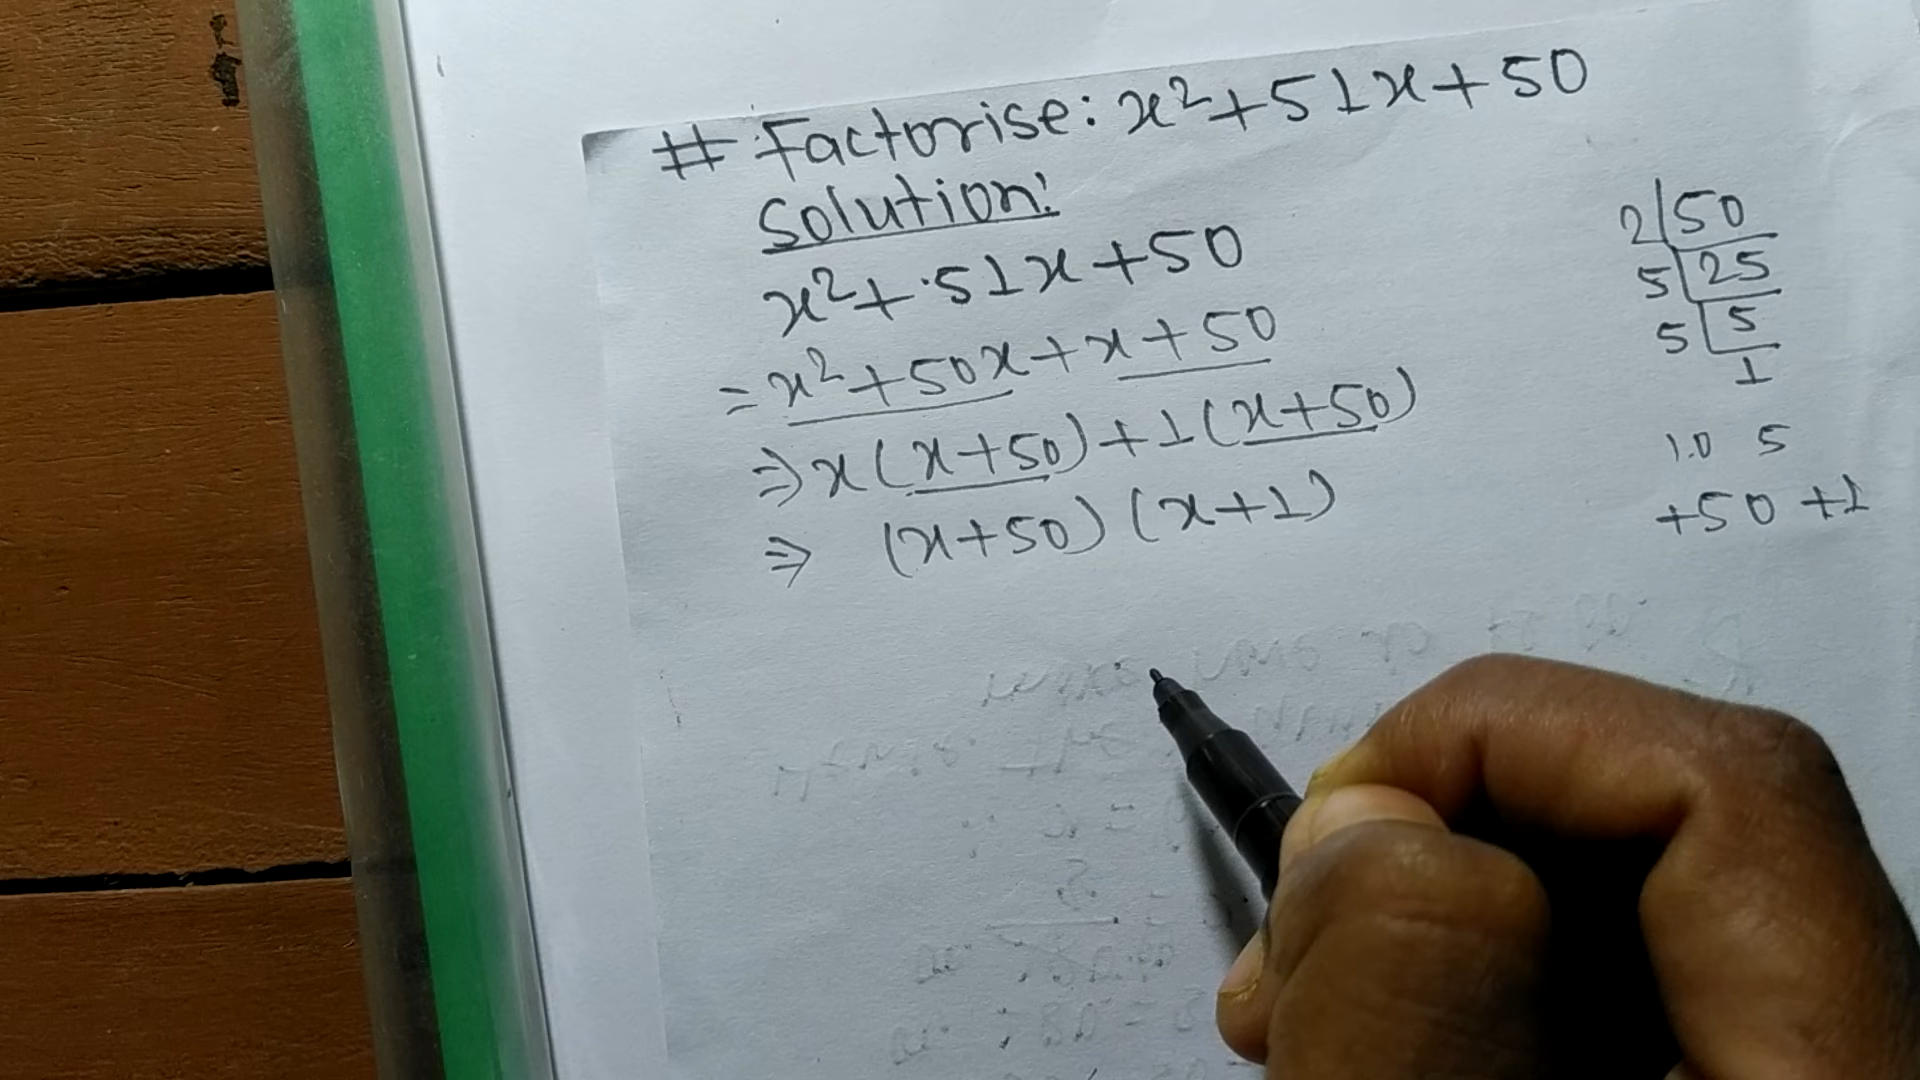 # Factorise: x²+51x+50
Solution:
x²+51x+50
= x²+50x+x+50
⇒ x(x+50)+1(x+50)
⇒ (x+50)(x+1)
2|50
5|25
5|5
1
10 5
+50 +1